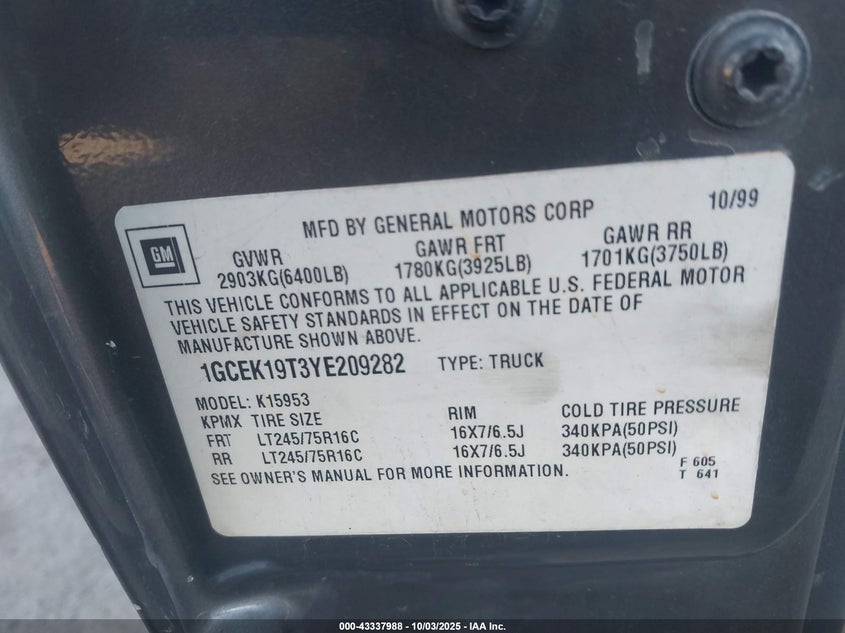 MFD BY GENERAL MOTORS CORP 10/99
GM
GVWR GAWR FRT GAWR RR
2903KG(6400LB) 1780KG(3925LB) 1701KG(3750LB)
THIS VEHICLE CONFORMS TO ALL APPLICABLE U.S. FEDERAL MOTOR
VEHICLE SAFETY STANDARDS IN EFFECT ON THE DATE OF
MANUFACTURE SHOWN ABOVE.
1GCEK19T3YE209282 TYPE: TRUCK
MODEL: K15953
KPMX TIRE SIZE RIM COLD TIRE PRESSURE
FRT LT245/75R16C 16X7/6.5J 340KPA(50PSI)
RR LT245/75R16C 16X7/6.5J 340KPA(50PSI)
SEE OWNER'S MANUAL FOR MORE INFORMATION.
F 605
T 641
000-43337988 - 10/03/2025 - IAA Inc.